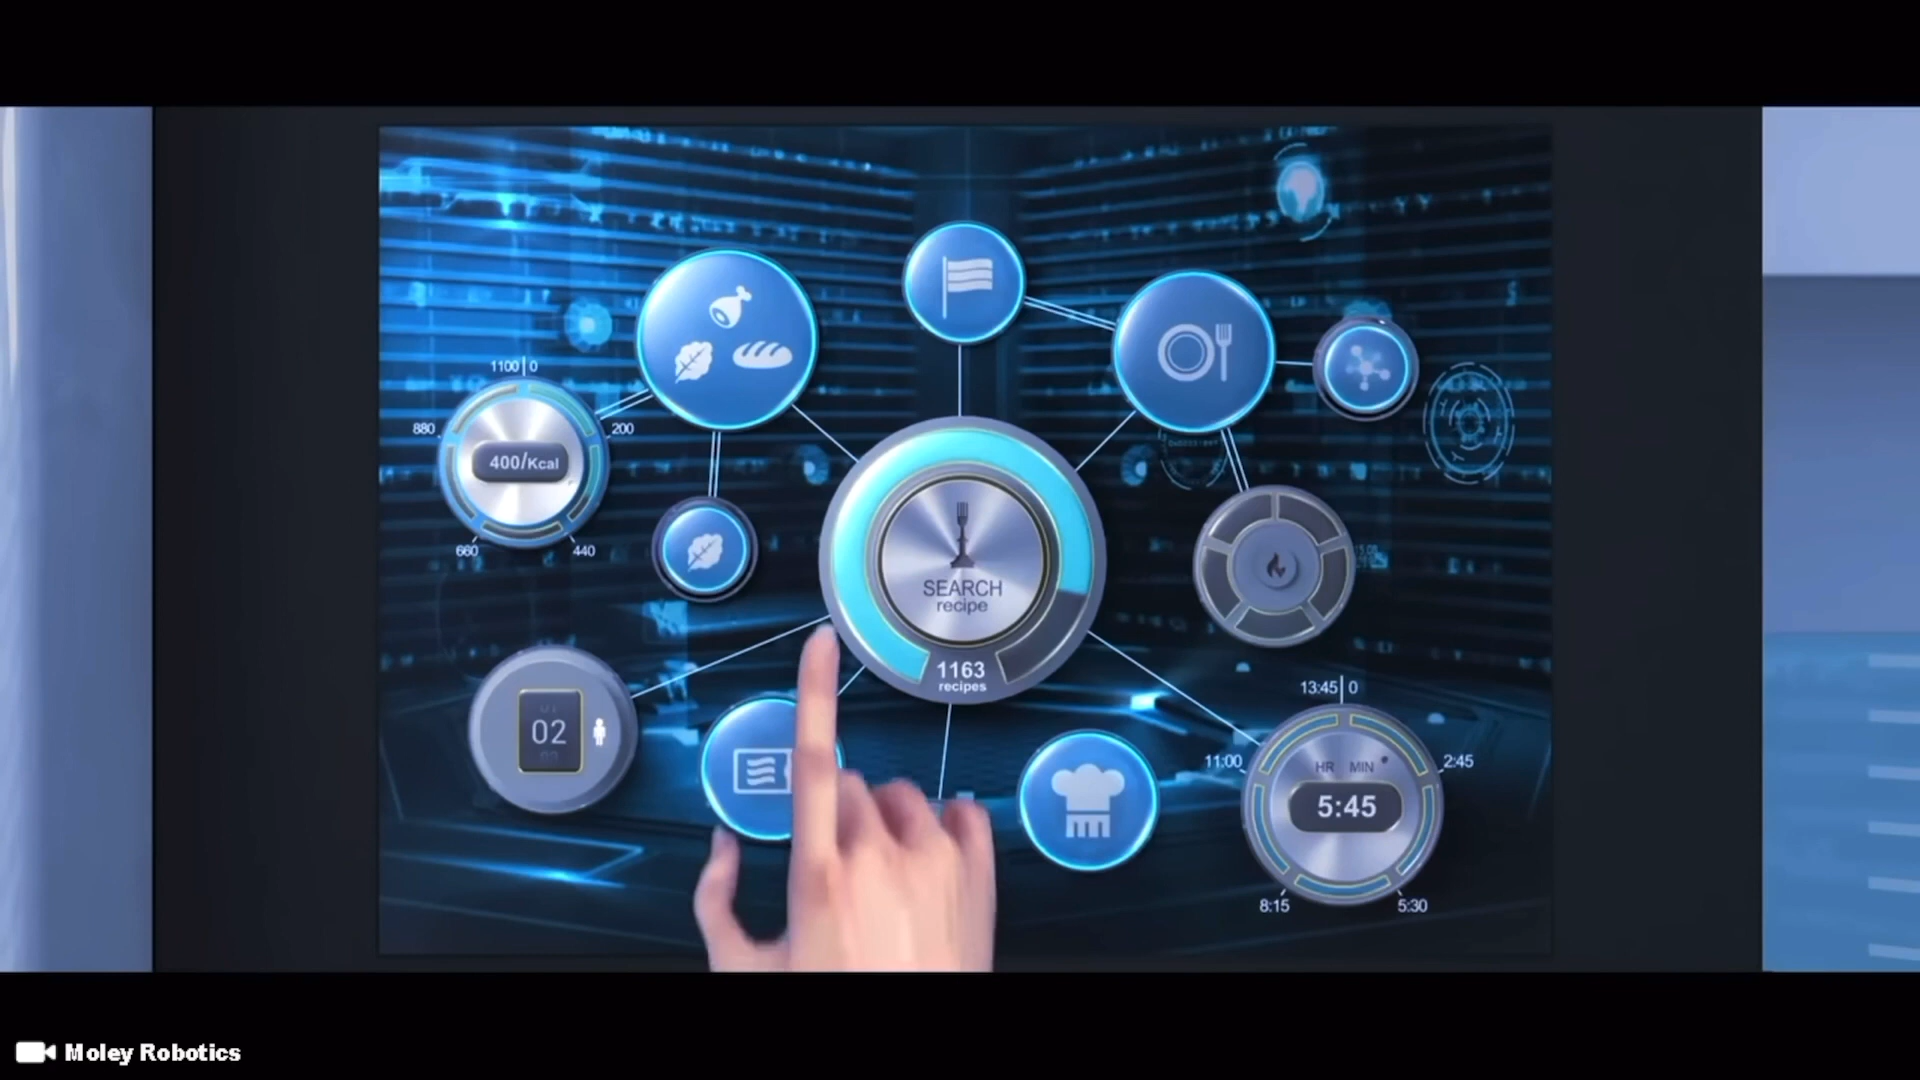 1100 0
880
200
400/Kcal
660
440
SEARCH
recipe
1163
recipes
02
13:45 0
11:00
2:45
HR MIN
5:45
8:15
5:30
Moley Robotics